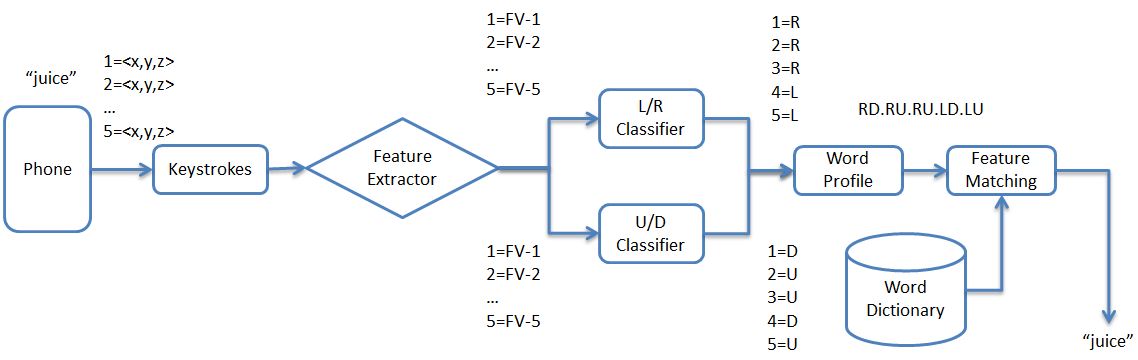 “juice”
1=<x,y,z>
2=<x,y,z>
...
5=<x,y,z>
Phone
Keystrokes
Feature
Extractor
1=FV-1
2=FV-2
...
5=FV-5
L/R
Classifier
U/D
Classifier
1=FV-1
2=FV-2
...
5=FV-5
1=R
2=R
3=R
4=L
5=L
1=D
2=U
3=U
4=D
5=U
RD.RU.RU.LD.LU
Word
Profile
Feature
Matching
Word
Dictionary
“juice”